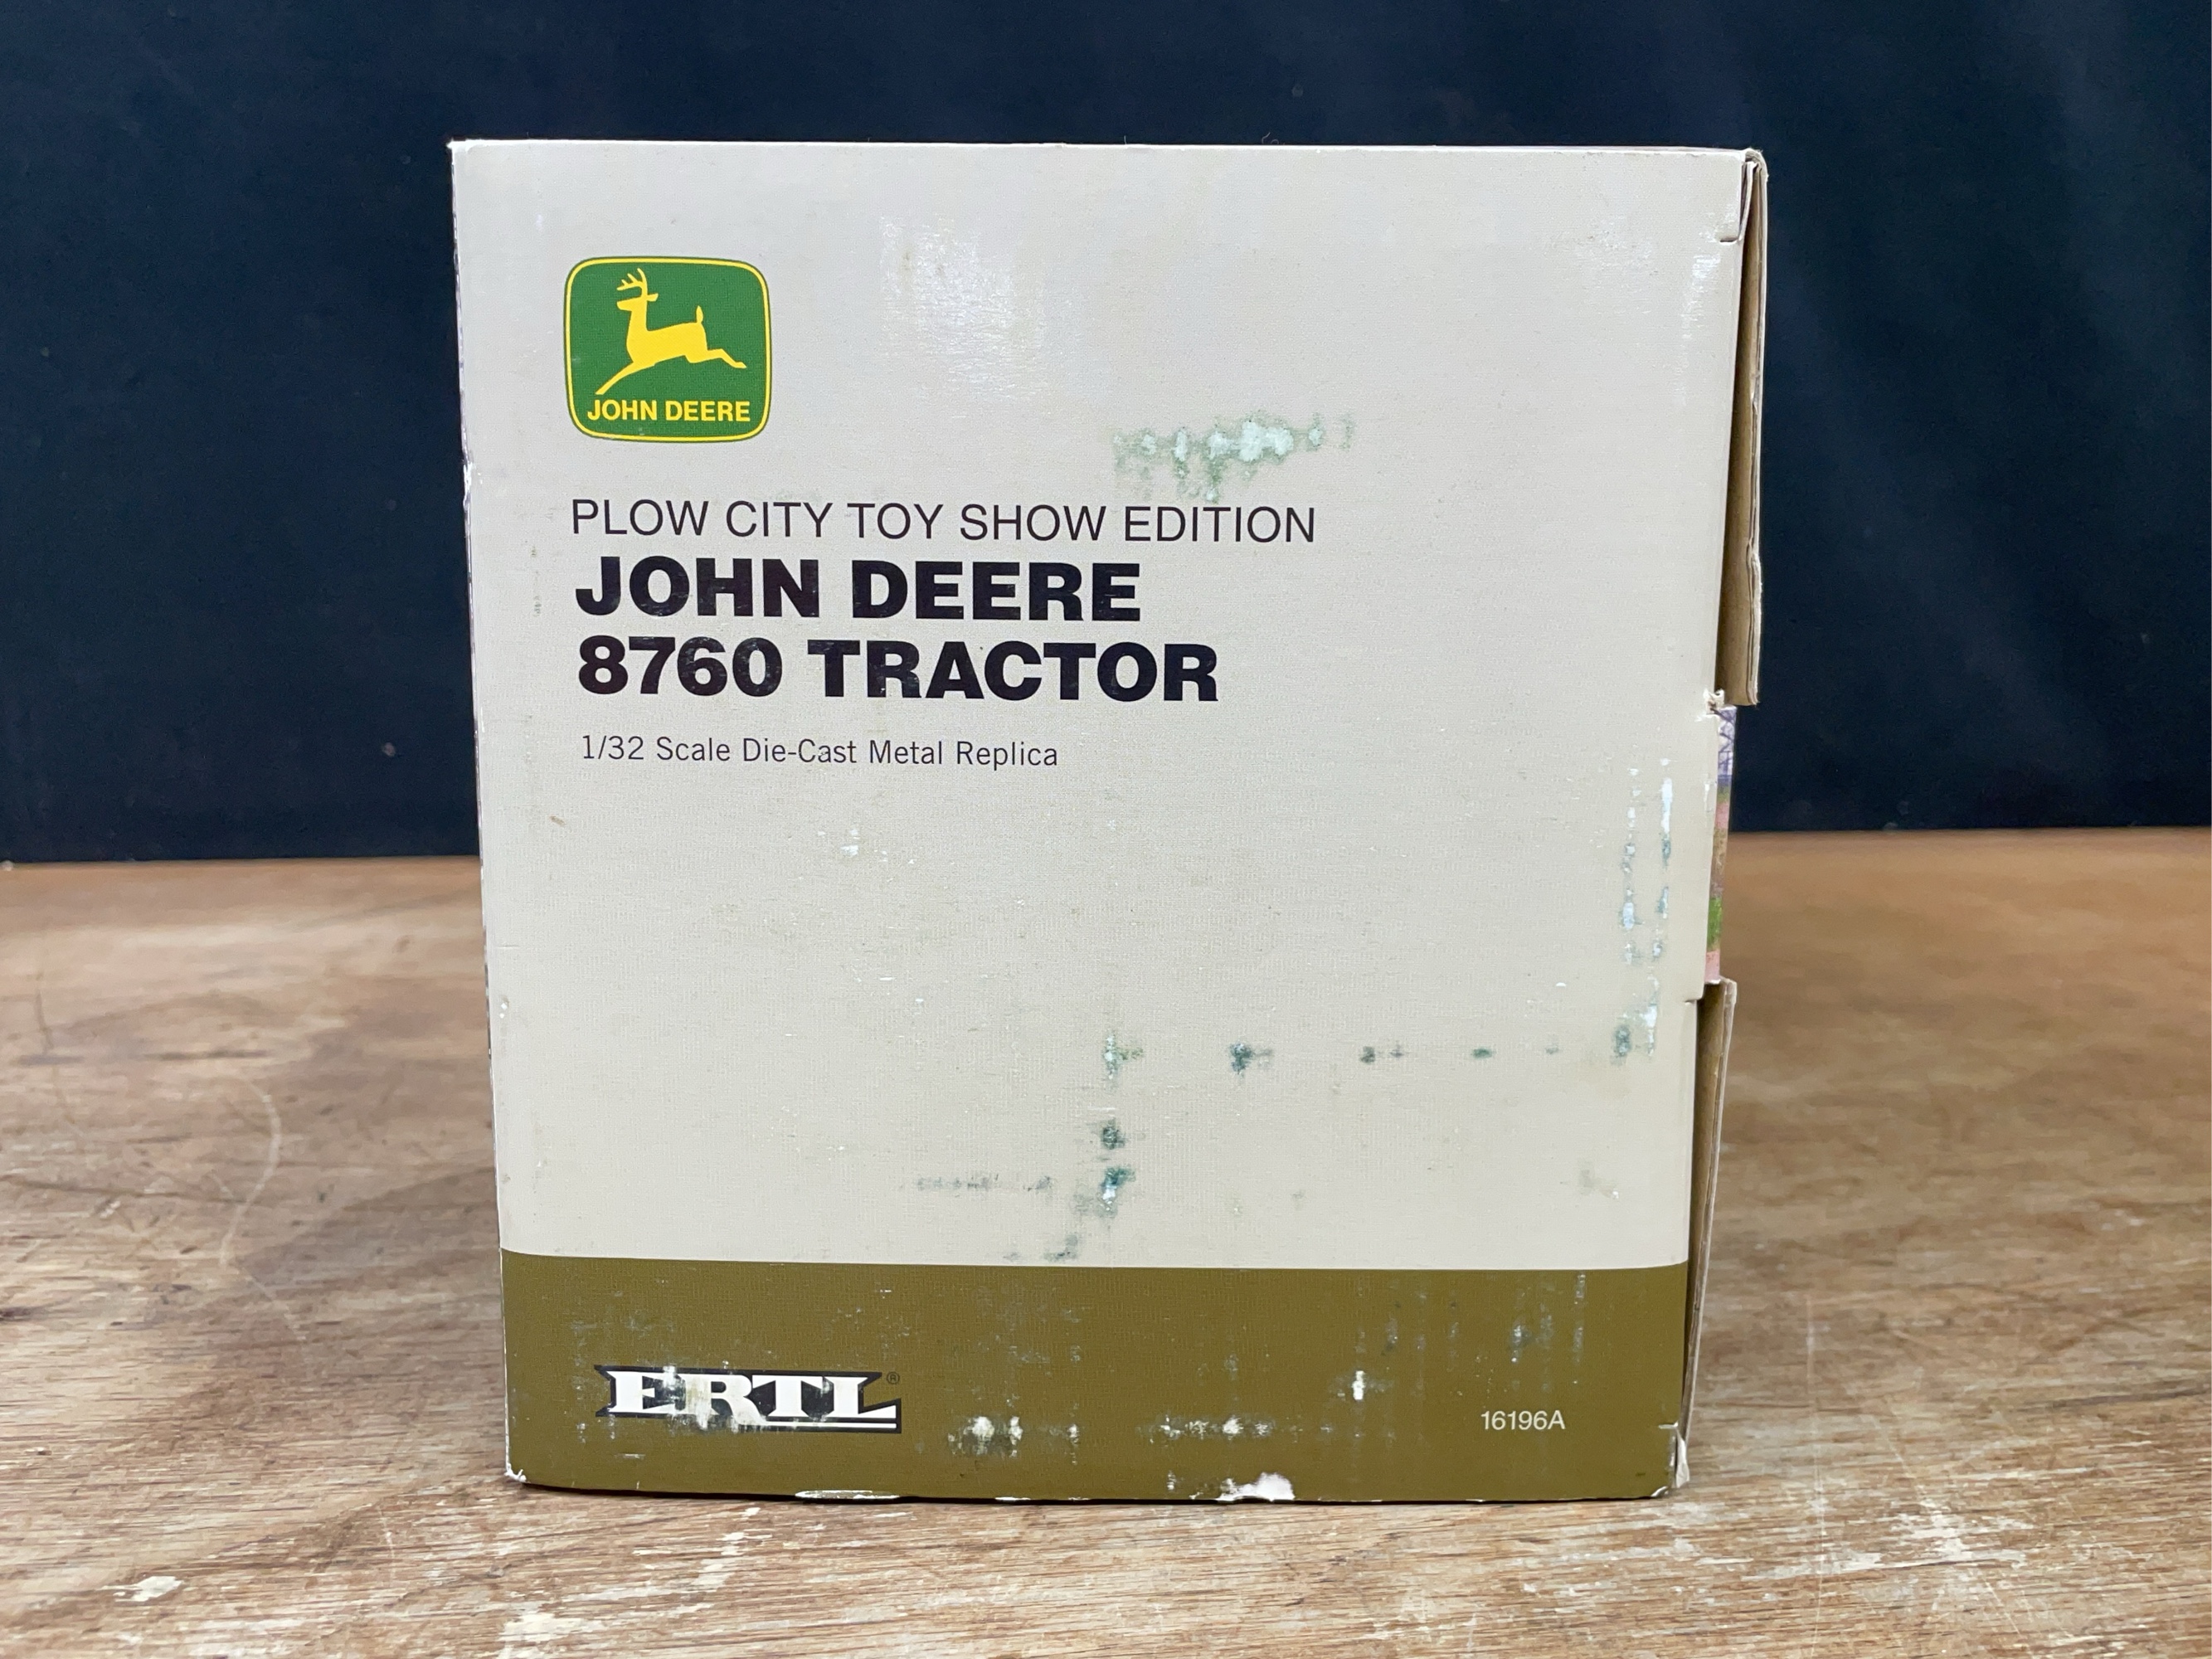 JOHN DEERE
PLOW CITY TOY SHOW EDITION
JOHN DEERE
8760 TRACTOR
1/32 Scale Die-Cast Metal Replica
ERTL®
16196A